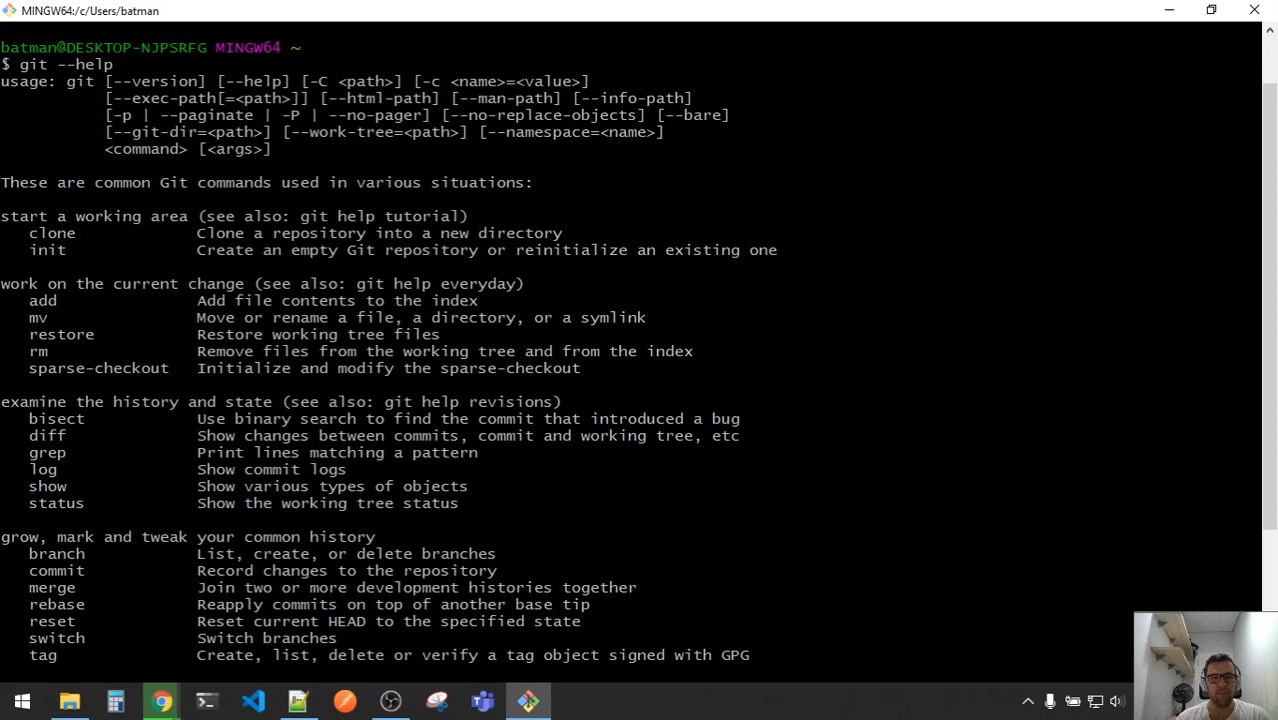 MINGW64:/c/Users/batman
batman@DESKTOP-NJPSRFG MINGW64 ~
$ git --help
usage: git [--version] [--help] [-C <path>] [-c <name>=<value>]
           [--exec-path[=<path>]] [--html-path] [--man-path] [--info-path]
           [-p | --paginate | -P | --no-pager] [--no-replace-objects] [--bare]
           [--git-dir=<path>] [--work-tree=<path>] [--namespace=<name>]
           <command> [<args>]
These are common Git commands used in various situations:
start a working area (see also: git help tutorial)
   clone             Clone a repository into a new directory
   init              Create an empty Git repository or reinitialize an existing one
work on the current change (see also: git help everyday)
   add               Add file contents to the index
   mv                Move or rename a file, a directory, or a symlink
   restore           Restore working tree files
   rm                Remove files from the working tree and from the index
   sparse-checkout   Initialize and modify the sparse-checkout
examine the history and state (see also: git help revisions)
   bisect            Use binary search to find the commit that introduced a bug
   diff              Show changes between commits, commit and working tree, etc
   grep              Print lines matching a pattern
   log               Show commit logs
   show              Show various types of objects
   status            Show the working tree status
grow, mark and tweak your common history
   branch            List, create, or delete branches
   commit            Record changes to the repository
   merge             Join two or more development histories together
   rebase            Reapply commits on top of another base tip
   reset             Reset current HEAD to the specified state
   switch            Switch branches
   tag               Create, list, delete or verify a tag object signed with GPG